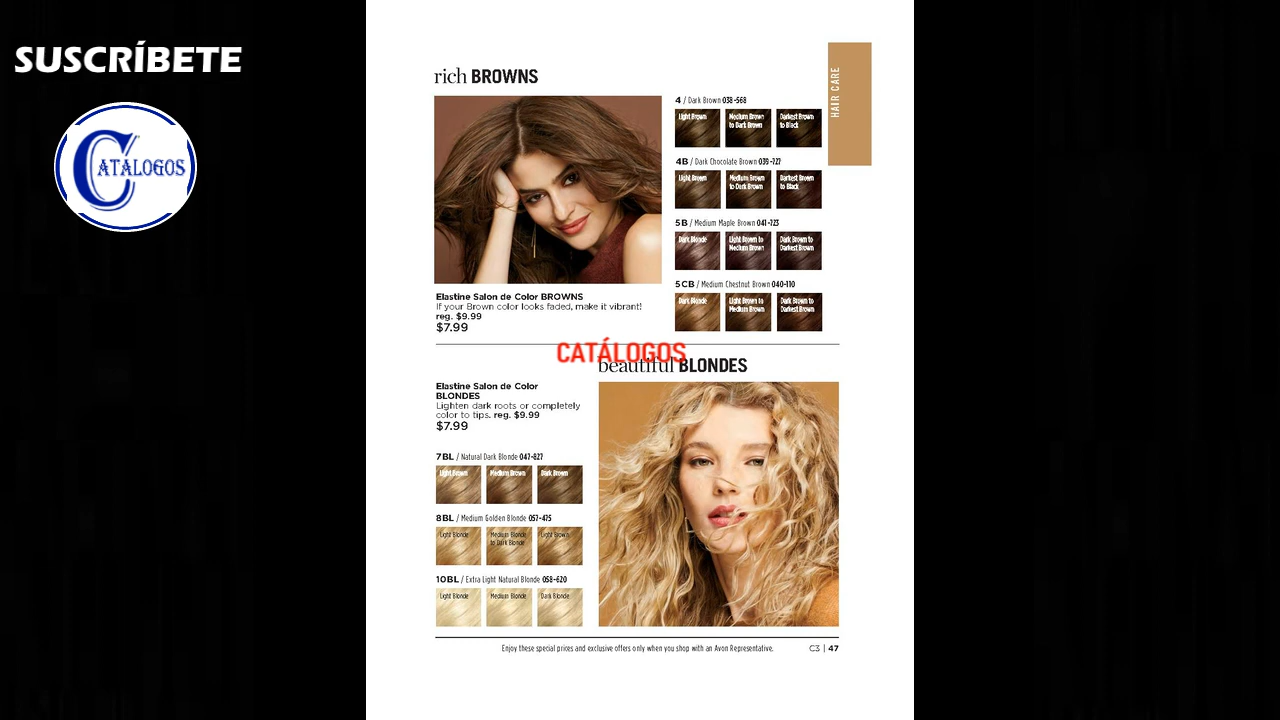 SUSCRÍBETE
CATÁLOGOS
HAIR CARE
rich BROWNS
4 / Dark Brown 038-568
Light Brown
Medium Brown
to Dark Brown
Darkest Brown
to Black
4B / Dark Chocolate Brown 039-727
Light Brown
Medium Brown
to Dark Brown
Darkest Brown
to Black
5B / Medium Maple Brown 041-723
Dark Blonde
Light Brown to
Medium Brown
Dark Brown to
Darkest Brown
5CB / Medium Chestnut Brown 040-110
Dark Blonde
Light Brown to
Medium Brown
Dark Brown to
Darkest Brown
Elastine Salon de Color BROWNS
If your Brown color looks faded, make it vibrant!
reg. $9.99
$7.99
CATÁLOGOS
beautiful BLONDES
Elastine Salon de Color
BLONDES
Lighten dark roots or completely
color to tips. reg. $9.99
$7.99
7BL / Natural Dark Blonde 047-827
Light Brown
Medium Brown
Dark Brown
8BL / Medium Golden Blonde 057-475
Light Blonde
Medium Blonde
to Dark Blonde
Light Brown
10BL / Extra Light Natural Blonde 058-620
Light Blonde
Medium Blonde
Dark Blonde
Enjoy these special prices and exclusive offers only when you shop with an Avon Representative.
C3 | 47